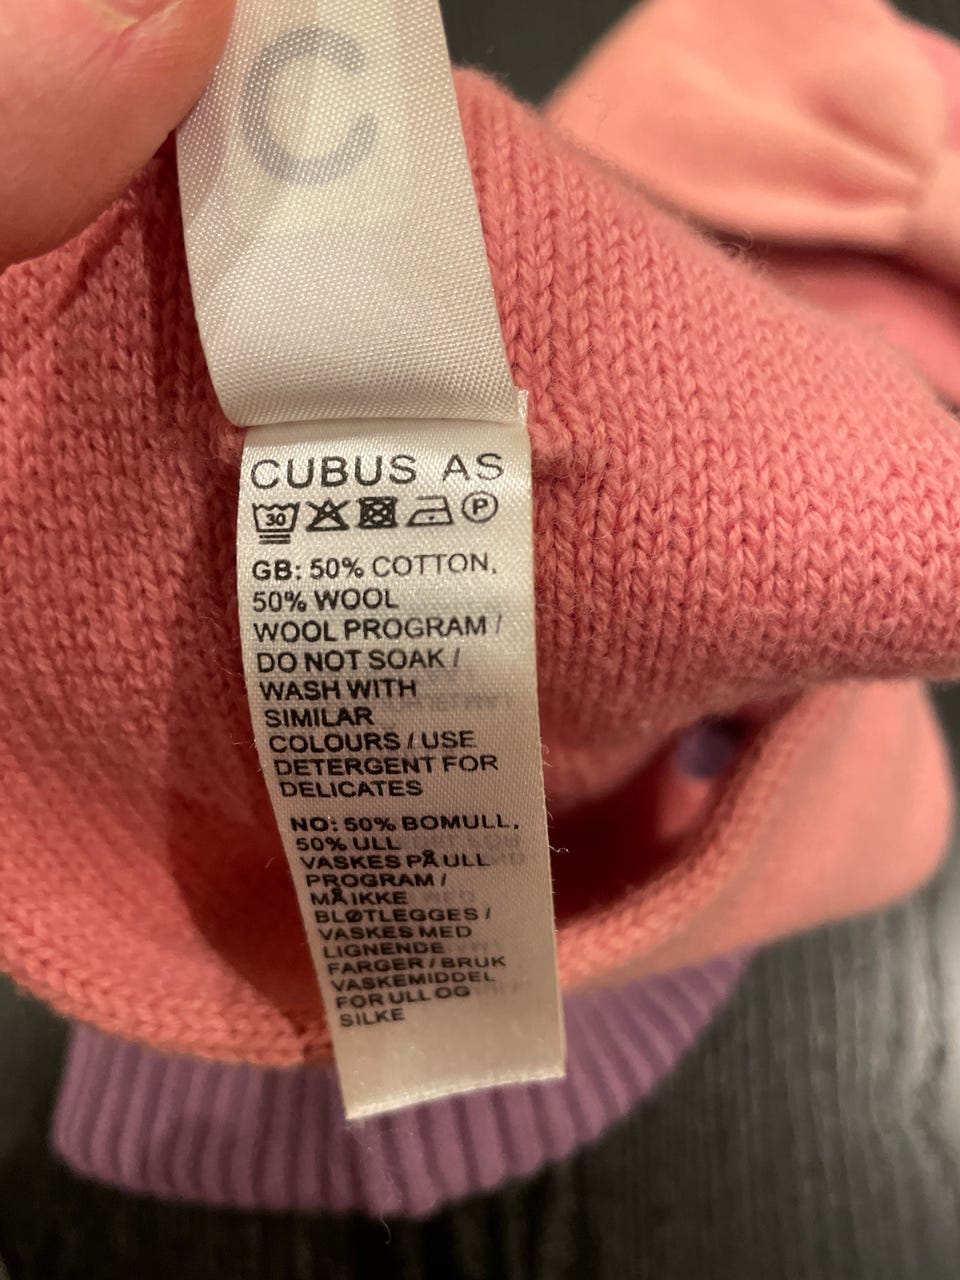 C
CUBUS AS
30 P
GB: 50% COTTON,
50% WOOL
WOOL PROGRAM /
DO NOT SOAK /
WASH WITH
SIMILAR
COLOURS / USE
DETERGENT FOR
DELICATES
NO: 50% BOMULL,
50% ULL
VASKES PÅ ULL
PROGRAM /
MÅ IKKE
BLØTLEGGES /
VASKES MED
LIGNENDE
FARGER / BRUK
VASKEMIDDEL
FOR ULL OG
SILKE